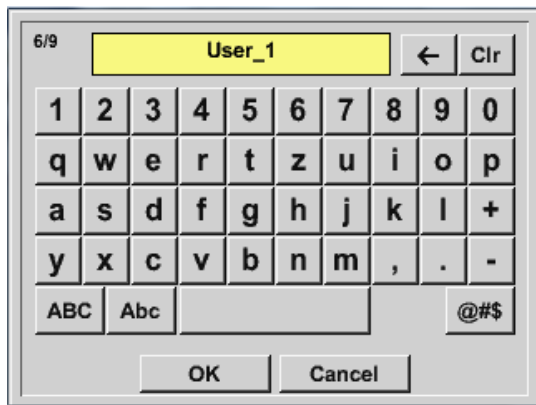 6/9 User_1 ← Clr
1 2 3 4 5 6 7 8 9 0
q w e r t z u i o p
a s d f g h j k l +
y x c v b n m , . -
ABC Abc @#$
OK Cancel